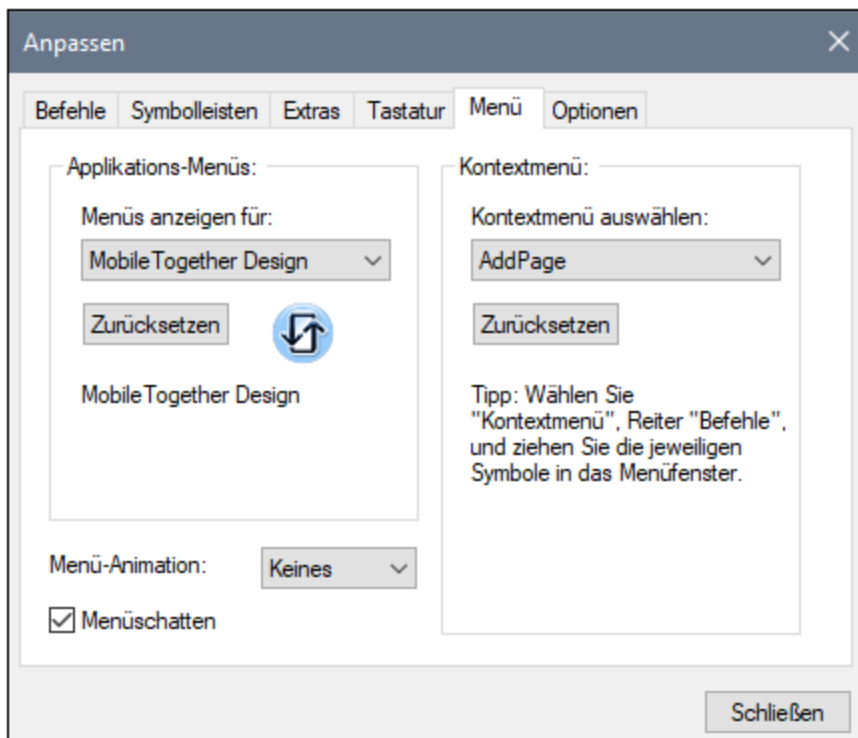 Anpassen
Befehle Symbolleisten Extras Tastatur Menü Optionen
Applikations-Menüs:
Menüs anzeigen für:
MobileTogether Design
Zurücksetzen
MobileTogether Design
Menü-Animation: Keines
Menüschatten
Kontextmenü:
Kontextmenü auswählen:
AddPage
Zurücksetzen
Tipp: Wählen Sie
"Kontextmenü", Reiter "Befehle",
und ziehen Sie die jeweiligen
Symbole in das Menüfenster.
Schließen